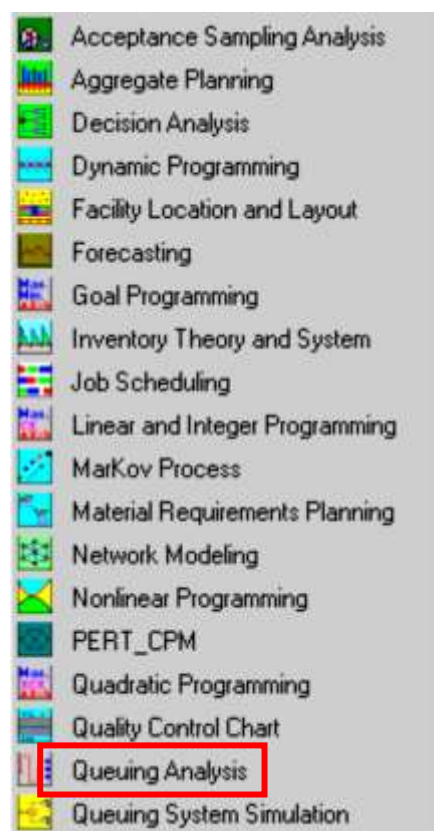 Acceptance Sampling Analysis
Aggregate Planning
Decision Analysis
Dynamic Programming
Facility Location and Layout
Forecasting
Goal Programming
Inventory Theory and System
Job Scheduling
Linear and Integer Programming
MarKov Process
Material Requirements Planning
Network Modeling
Nonlinear Programming
PERT_CPM
Quadratic Programming
Quality Control Chart
Queuing Analysis
Queuing System Simulation